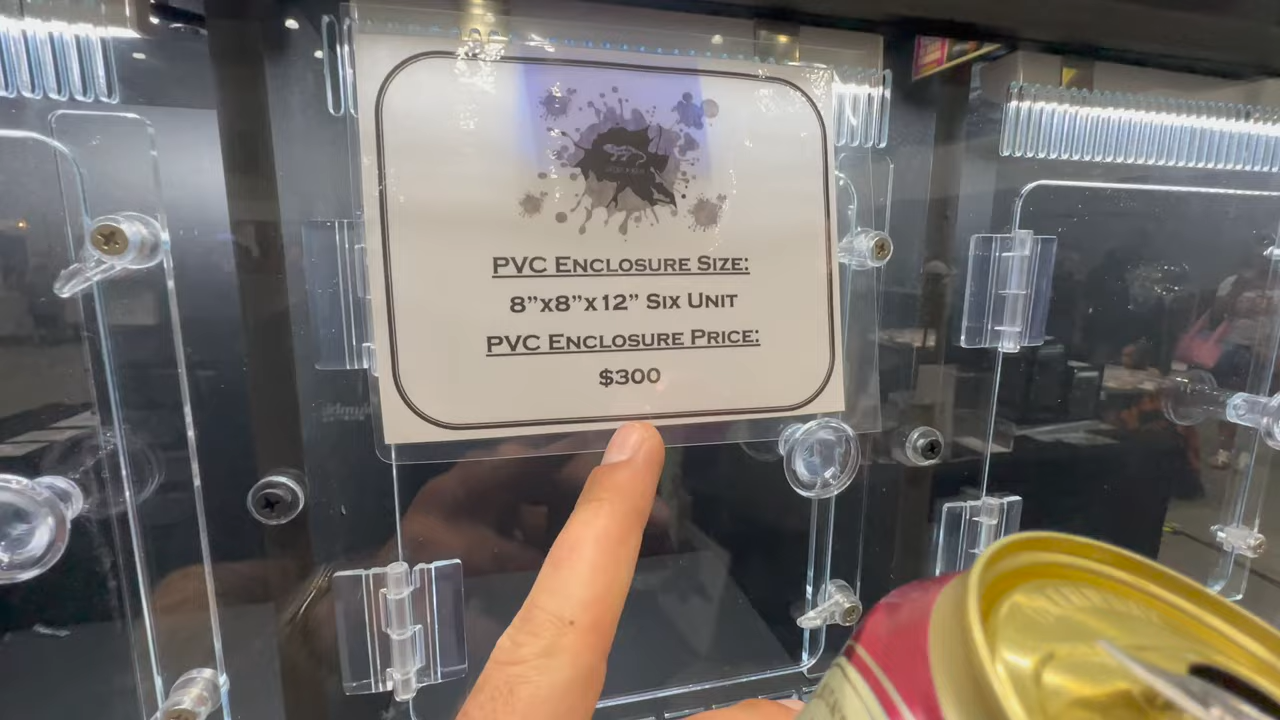 PVC Enclosure Size:
8”x8”x12” Six Unit
PVC Enclosure Price:
$300